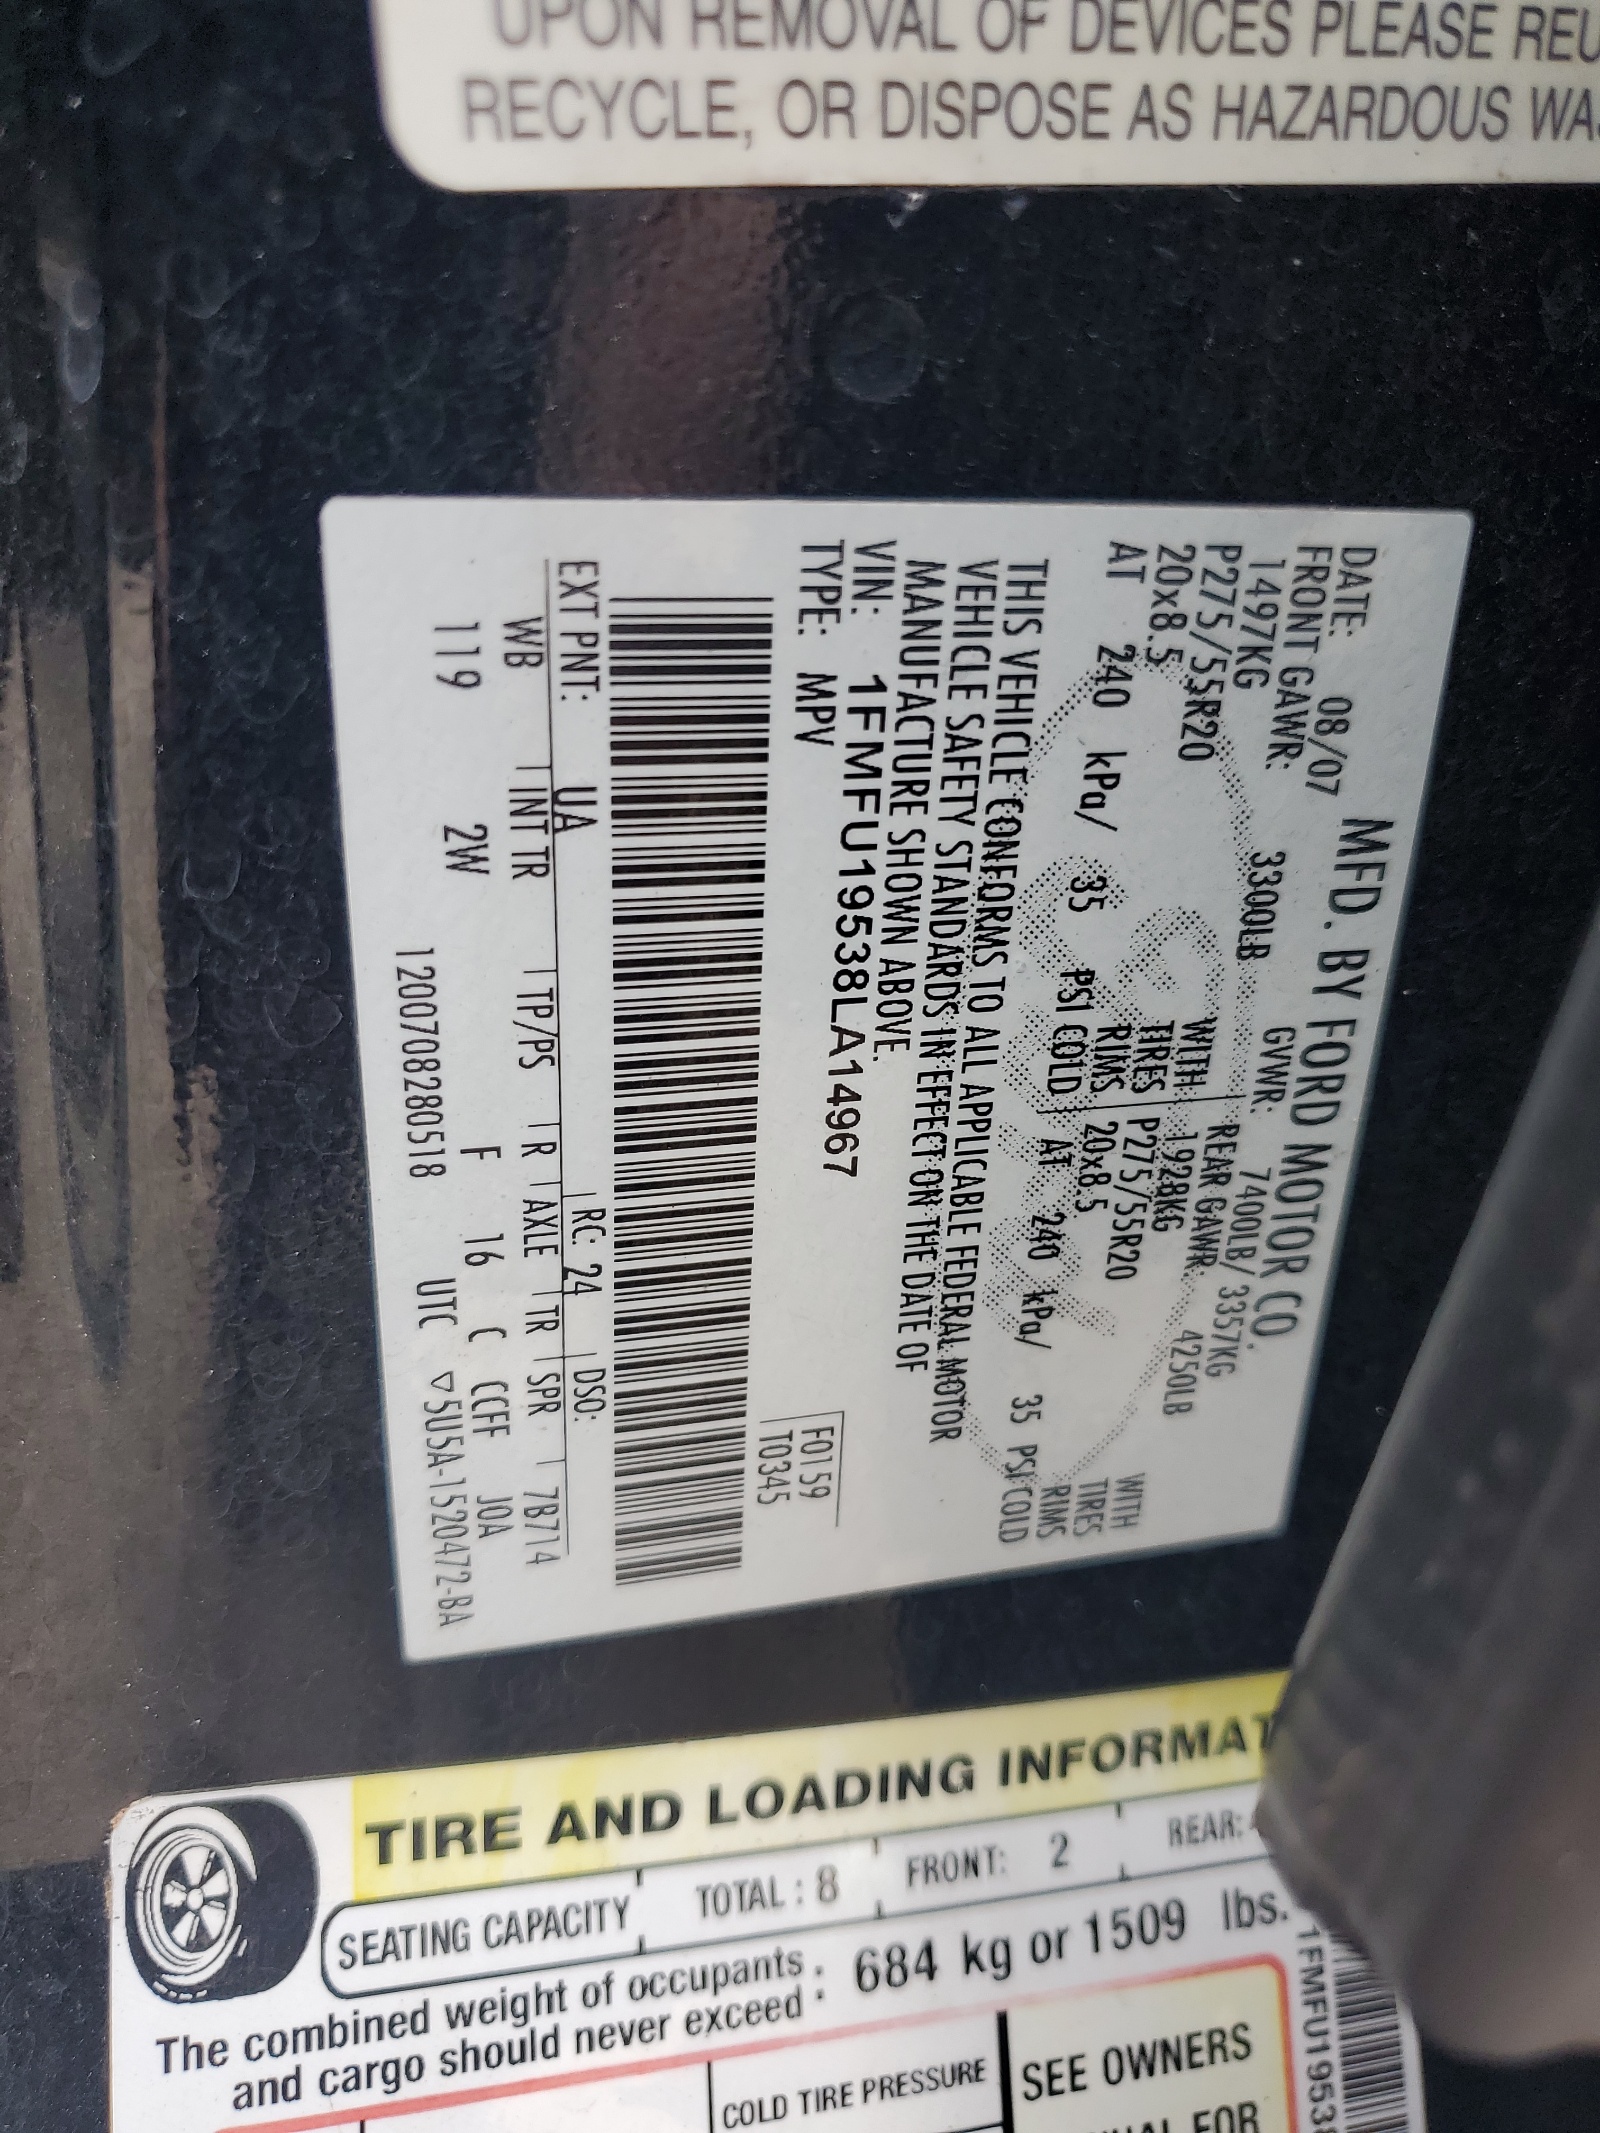 UPON REMOVAL OF DEVICES PLEASE
RECYCLE, OR DISPOSE AS HAZARDOUS
MFD. BY FORD MOTOR CO.
DATE: 08/07 GVWR: 7400LB/ 3357KG
FRONT GAWR: 3300LB REAR GAWR: 4250LB
1497KG WITH 1928KG WITH
P275/55R20 TIRES P275/55R20 TIRES
20x8.5 RIMS 20x8.5 RIMS
AT 240 kPa/ 35 PSI COLD AT 240 kPa/ 35 PSI COLD
THIS VEHICLE CONFORMS TO ALL APPLICABLE FEDERAL MOTOR
VEHICLE SAFETY STANDARDS IN EFFECT ON THE DATE OF
MANUFACTURE SHOWN ABOVE.
VIN: 1FMFU19538LA14967
TYPE: MPV
F0159
T0345
EXT PNT: UA RC: 24 DSO:
WB INT TR TP/PS R AXLE TR SPR 7B714
119 2W F 16 C CCFF JOA
1200708280518 UTC ▽5U5A-1520472-BA
TIRE AND LOADING
SEATING CAPACITY TOTAL : 8 FRONT: 2 REAR:
The combined weight of occupants
and cargo should never exceed : 684 kg or 1509 lbs.
COLD TIRE PRESSURE
SEE OWNERS
FOR
1FMFU1953